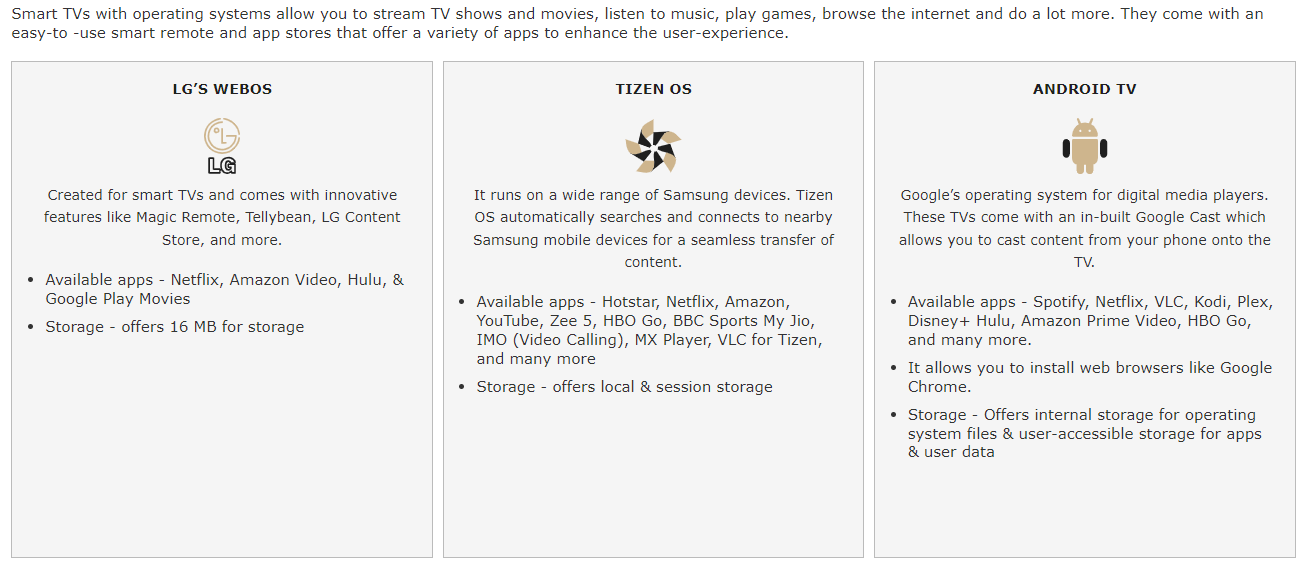 Smart TVs with operating systems allow you to stream TV shows and movies, listen to music, play games, browse the internet and do a lot more. They come with an
easy-to -use smart remote and app stores that offer a variety of apps to enhance the user-experience.
LG’S WEBOS
LG
LG
Created for smart TVs and comes with innovative
features like Magic Remote, Tellybean, LG Content
Store, and more.
• Available apps - Netflix, Amazon Video, Hulu, &
Google Play Movies
• Storage - offers 16 MB for storage
TIZEN OS
It runs on a wide range of Samsung devices. Tizen
OS automatically searches and connects to nearby
Samsung mobile devices for a seamless transfer of
content.
• Available apps - Hotstar, Netflix, Amazon,
YouTube, Zee 5, HBO Go, BBC Sports My Jio,
IMO (Video Calling), MX Player, VLC for Tizen,
and many more
• Storage - offers local & session storage
ANDROID TV
Google’s operating system for digital media players.
These TVs come with an in-built Google Cast which
allows you to cast content from your phone onto the
TV.
• Available apps - Spotify, Netflix, VLC, Kodi, Plex,
Disney+ Hulu, Amazon Prime Video, HBO Go,
and many more.
• It allows you to install web browsers like Google
Chrome.
• Storage - Offers internal storage for operating
system files & user-accessible storage for apps
& user data